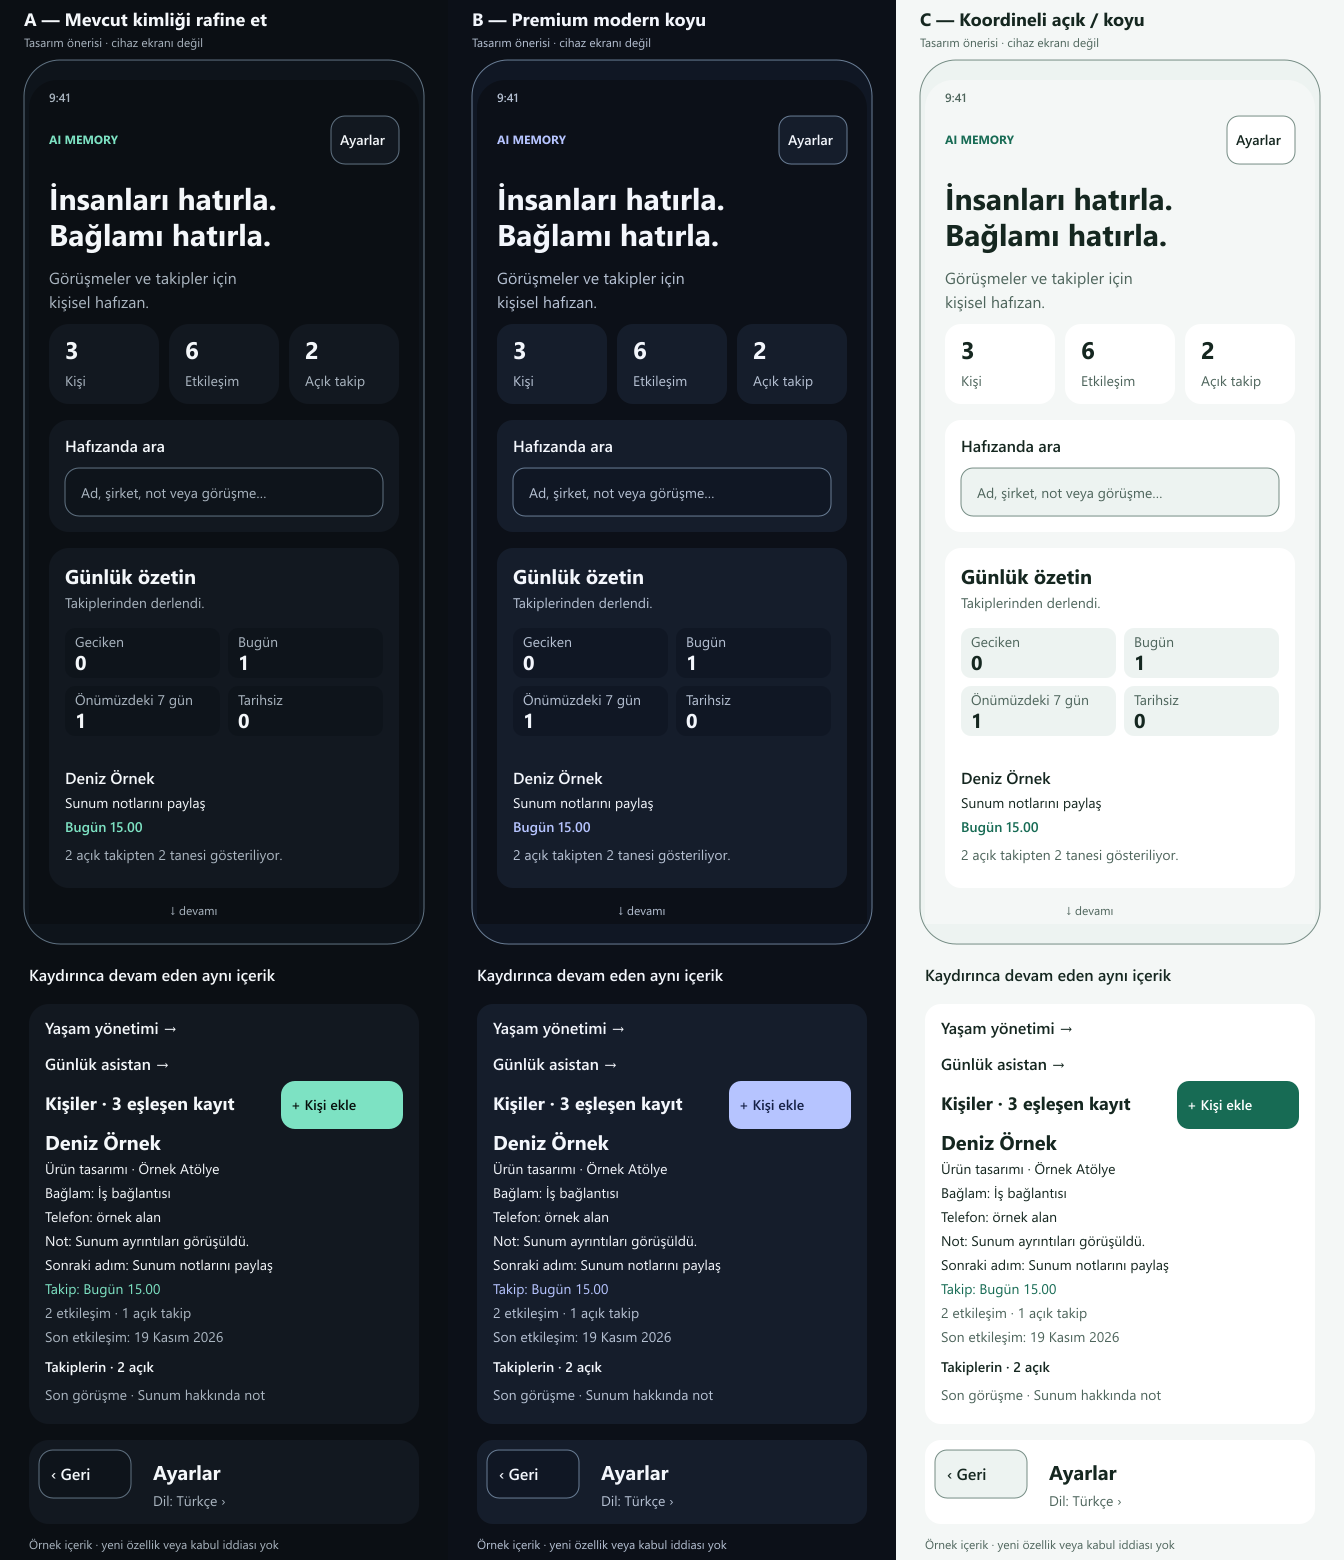 A — Mevcut kimliği rafine et
Tasarım önerisi · cihaz ekranı değil
9:41
AI MEMORY
Ayarlar
İnsanları hatırla.
Bağlamı hatırla.
Görüşmeler ve takipler için
kişisel hafızan.
3
Kişi
6
Etkileşim
2
Açık takip
Hafızanda ara
Ad, şirket, not veya görüşme...
Günlük özetin
Takiplerinden derlendi.
Geciken
0
Bugün
1
Önümüzdeki 7 gün
1
Tarihsiz
0
Deniz Örnek
Sunum notlarını paylaş
Bugün 15.00
2 açık takipten 2 tanesi gösteriliyor.
↓ devamı
Kaydırınca devam eden aynı içerik
Yaşam yönetimi →
Günlük asistan →
Kişiler · 3 eşleşen kayıt
+ Kişi ekle
Deniz Örnek
Ürün tasarımı · Örnek Atölye
Bağlam: İş bağlantısı
Telefon: örnek alan
Not: Sunum ayrıntıları görüşüldü.
Sonraki adım: Sunum notlarını paylaş
Takip: Bugün 15.00
2 etkileşim · 1 açık takip
Son etkileşim: 19 Kasım 2026
Takiplerin · 2 açık
Son görüşme · Sunum hakkında not
‹ Geri
Ayarlar
Dil: Türkçe ›
Örnek içerik · yeni özellik veya kabul iddiası yok
B — Premium modern koyu
Tasarım önerisi · cihaz ekranı değil
9:41
AI MEMORY
Ayarlar
İnsanları hatırla.
Bağlamı hatırla.
Görüşmeler ve takipler için
kişisel hafızan.
3
Kişi
6
Etkileşim
2
Açık takip
Hafızanda ara
Ad, şirket, not veya görüşme...
Günlük özetin
Takiplerinden derlendi.
Geciken
0
Bugün
1
Önümüzdeki 7 gün
1
Tarihsiz
0
Deniz Örnek
Sunum notlarını paylaş
Bugün 15.00
2 açık takipten 2 tanesi gösteriliyor.
↓ devamı
Kaydırınca devam eden aynı içerik
Yaşam yönetimi →
Günlük asistan →
Kişiler · 3 eşleşen kayıt
+ Kişi ekle
Deniz Örnek
Ürün tasarımı · Örnek Atölye
Bağlam: İş bağlantısı
Telefon: örnek alan
Not: Sunum ayrıntıları görüşüldü.
Sonraki adım: Sunum notlarını paylaş
Takip: Bugün 15.00
2 etkileşim · 1 açık takip
Son etkileşim: 19 Kasım 2026
Takiplerin · 2 açık
Son görüşme · Sunum hakkında not
‹ Geri
Ayarlar
Dil: Türkçe ›
Örnek içerik · yeni özellik veya kabul iddiası yok
C — Koordineli açık / koyu
Tasarım önerisi · cihaz ekranı değil
9:41
AI MEMORY
Ayarlar
İnsanları hatırla.
Bağlamı hatırla.
Görüşmeler ve takipler için
kişisel hafızan.
3
Kişi
6
Etkileşim
2
Açık takip
Hafızanda ara
Ad, şirket, not veya görüşme...
Günlük özetin
Takiplerinden derlendi.
Geciken
0
Bugün
1
Önümüzdeki 7 gün
1
Tarihsiz
0
Deniz Örnek
Sunum notlarını paylaş
Bugün 15.00
2 açık takipten 2 tanesi gösteriliyor.
↓ devamı
Kaydırınca devam eden aynı içerik
Yaşam yönetimi →
Günlük asistan →
Kişiler · 3 eşleşen kayıt
+ Kişi ekle
Deniz Örnek
Ürün tasarımı · Örnek Atölye
Bağlam: İş bağlantısı
Telefon: örnek alan
Not: Sunum ayrıntıları görüşüldü.
Sonraki adım: Sunum notlarını paylaş
Takip: Bugün 15.00
2 etkileşim · 1 açık takip
Son etkileşim: 19 Kasım 2026
Takiplerin · 2 açık
Son görüşme · Sunum hakkında not
‹ Geri
Ayarlar
Dil: Türkçe ›
Örnek içerik · yeni özellik veya kabul iddiası yok